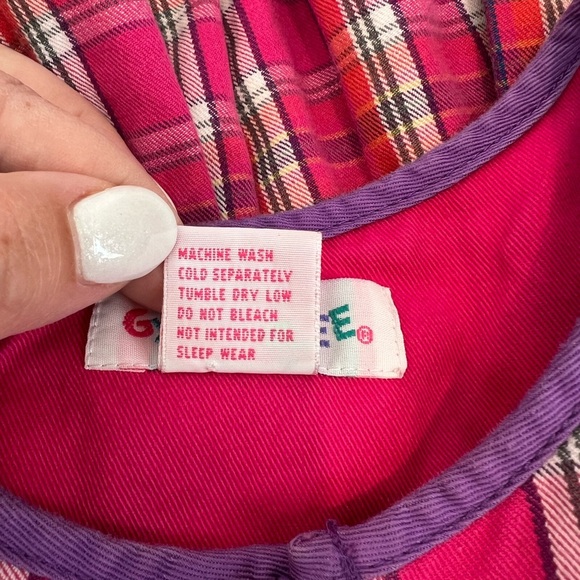 MACHINE WASH
COLD SEPARATELY
TUMBLE DRY LOW
DO NOT BLEACH
NOT INTENDED FOR
SLEEP WEAR